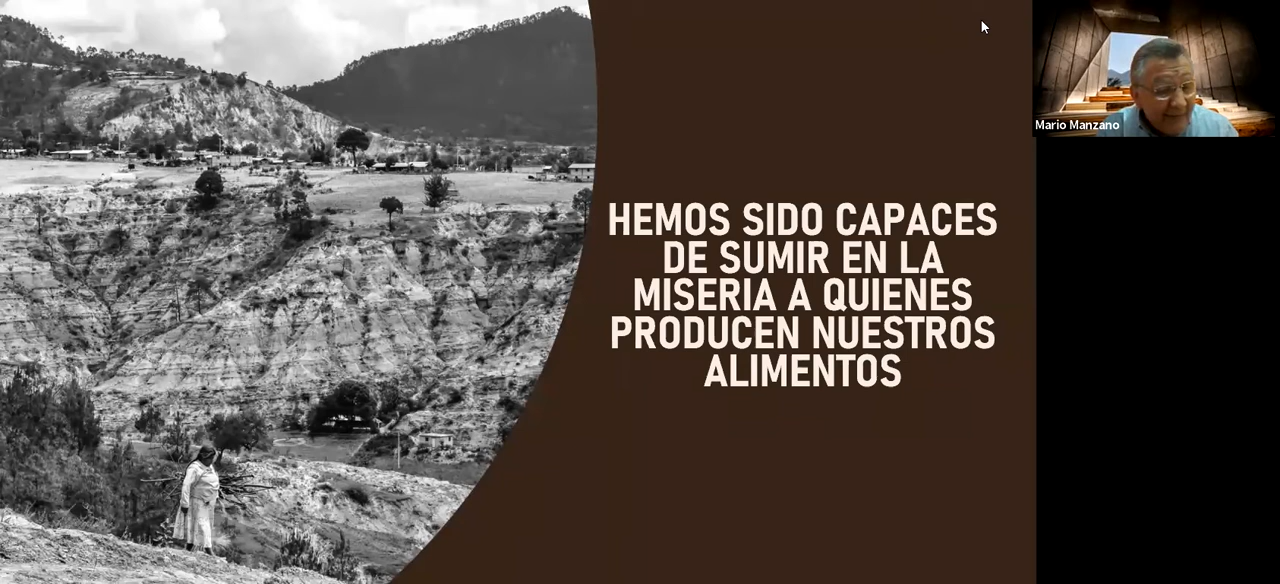 HEMOS SIDO CAPACES
DE SUMIR EN LA
MISERIA A QUIENES
PRODUCEN NUESTROS
ALIMENTOS
Mario Manzano